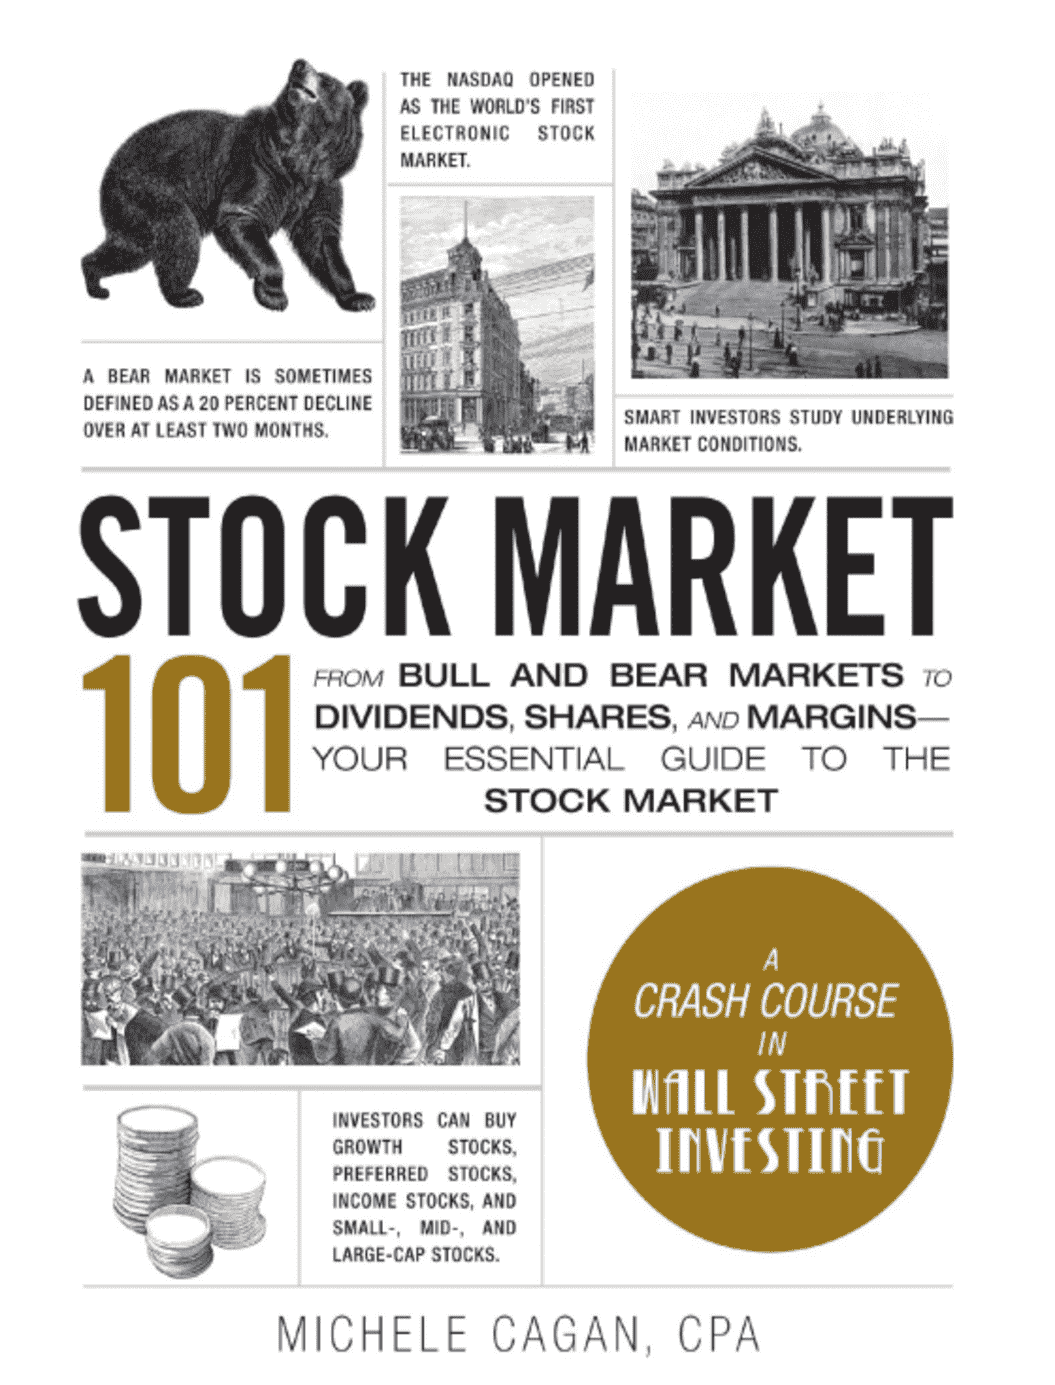 THE NASDAQ OPENED
AS THE WORLD'S FIRST
ELECTRONIC STOCK
MARKET.
A BEAR MARKET IS SOMETIMES
DEFINED AS A 20 PERCENT DECLINE
OVER AT LEAST TWO MONTHS.
SMART INVESTORS STUDY UNDERLYING
MARKET CONDITIONS.
STOCK MARKET
101
FROM BULL AND BEAR MARKETS TO
DIVIDENDS, SHARES, AND MARGINS—
YOUR ESSENTIAL GUIDE TO THE
STOCK MARKET
A
CRASH COURSE
IN
WALL STREET
INVESTING
INVESTORS CAN BUY
GROWTH STOCKS,
PREFERRED STOCKS,
INCOME STOCKS, AND
SMALL-, MID-, AND
LARGE-CAP STOCKS.
MICHELE CAGAN, CPA